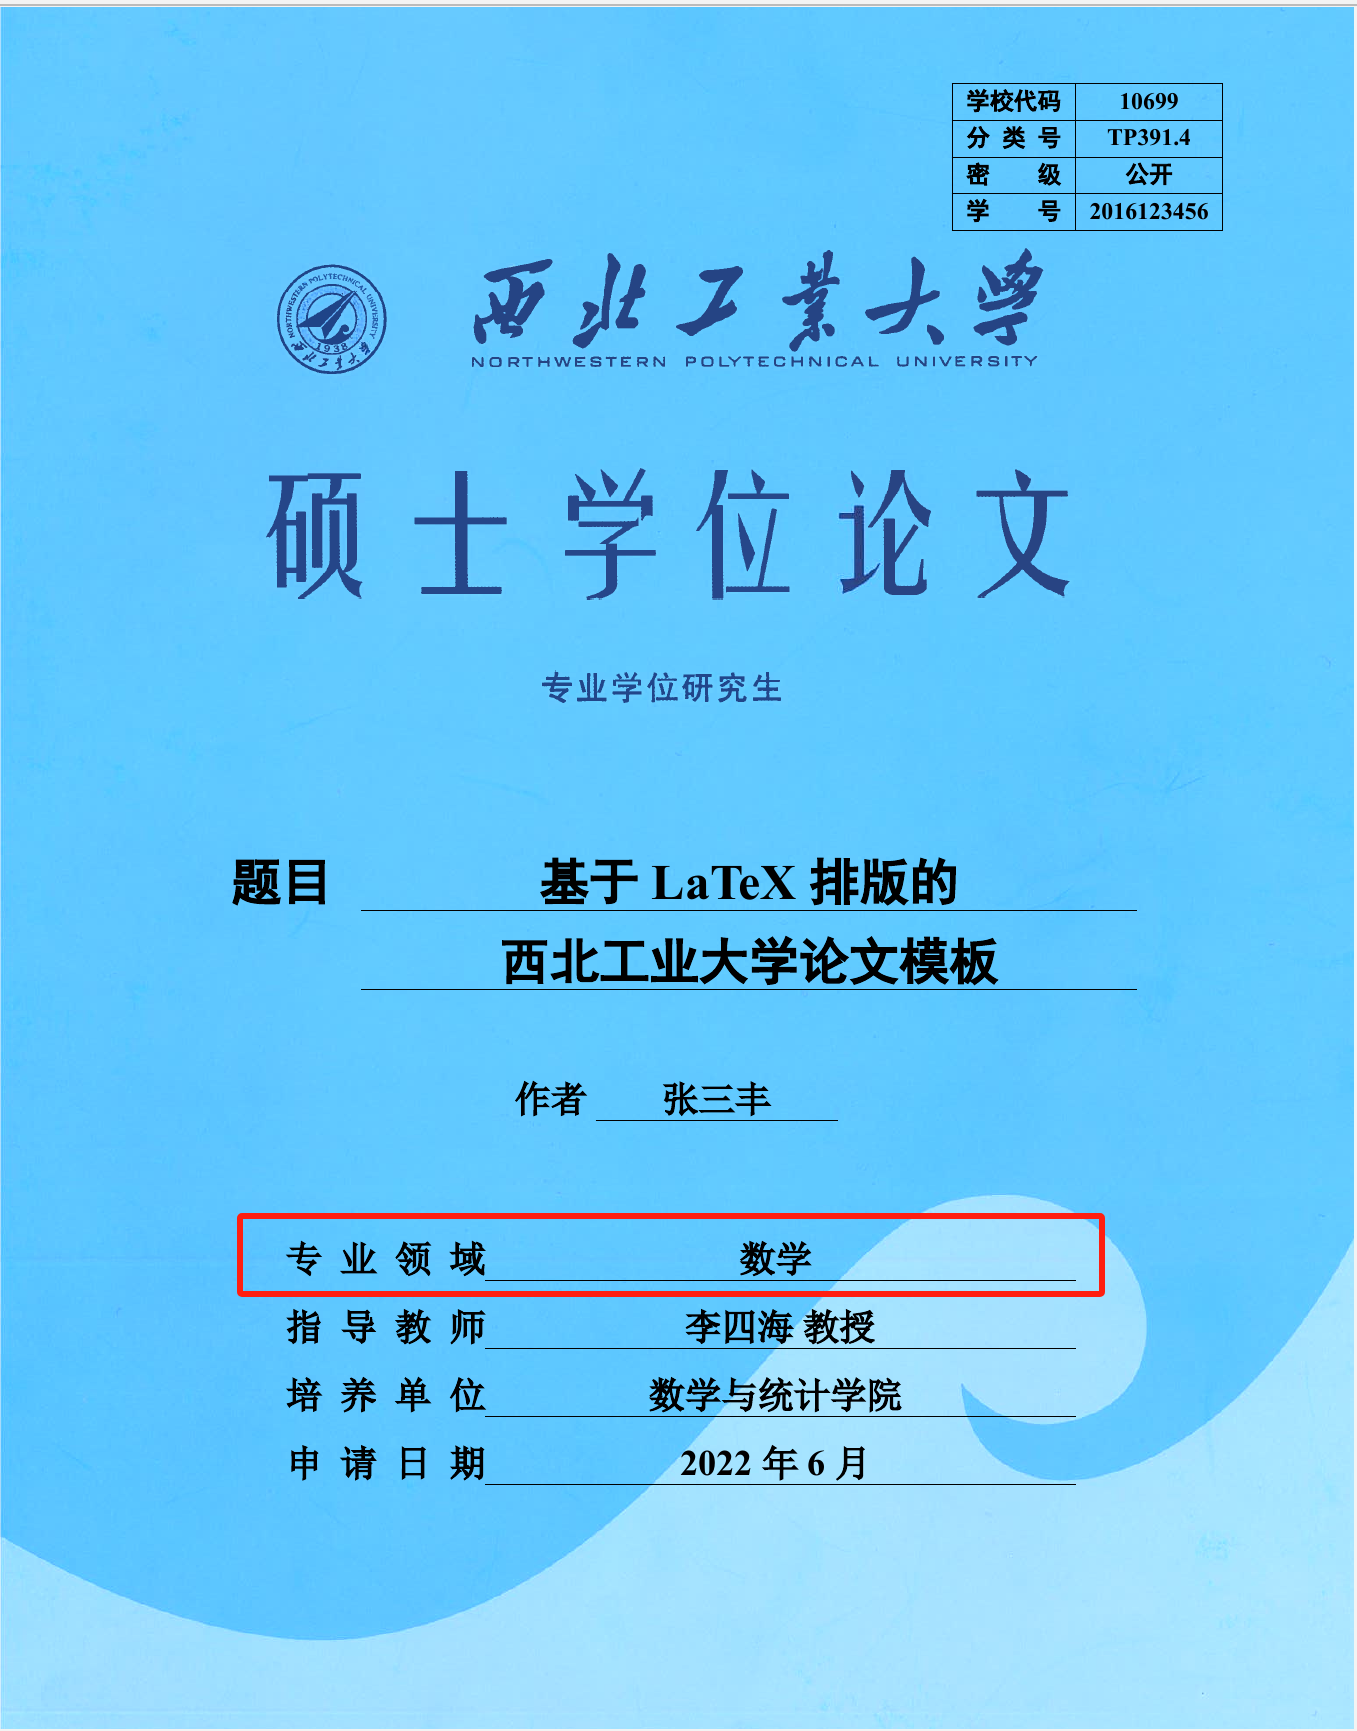 学校代码 10699
分类号 TP391.4
密级 公开
学号 2016123456
西北工业大学
NORTHWESTERN POLYTECHNICAL UNIVERSITY
NORTHWESTERN POLYTECHNICAL UNIVERSITY
1938
西北工业大学
硕士学位论文
专业学位研究生
题目 基于 LaTeX 排版的
西北工业大学论文模板
作者 张三丰
专业领域 数学
指导教师 李四海 教授
培养单位 数学与统计学院
申请日期 2022 年 6 月